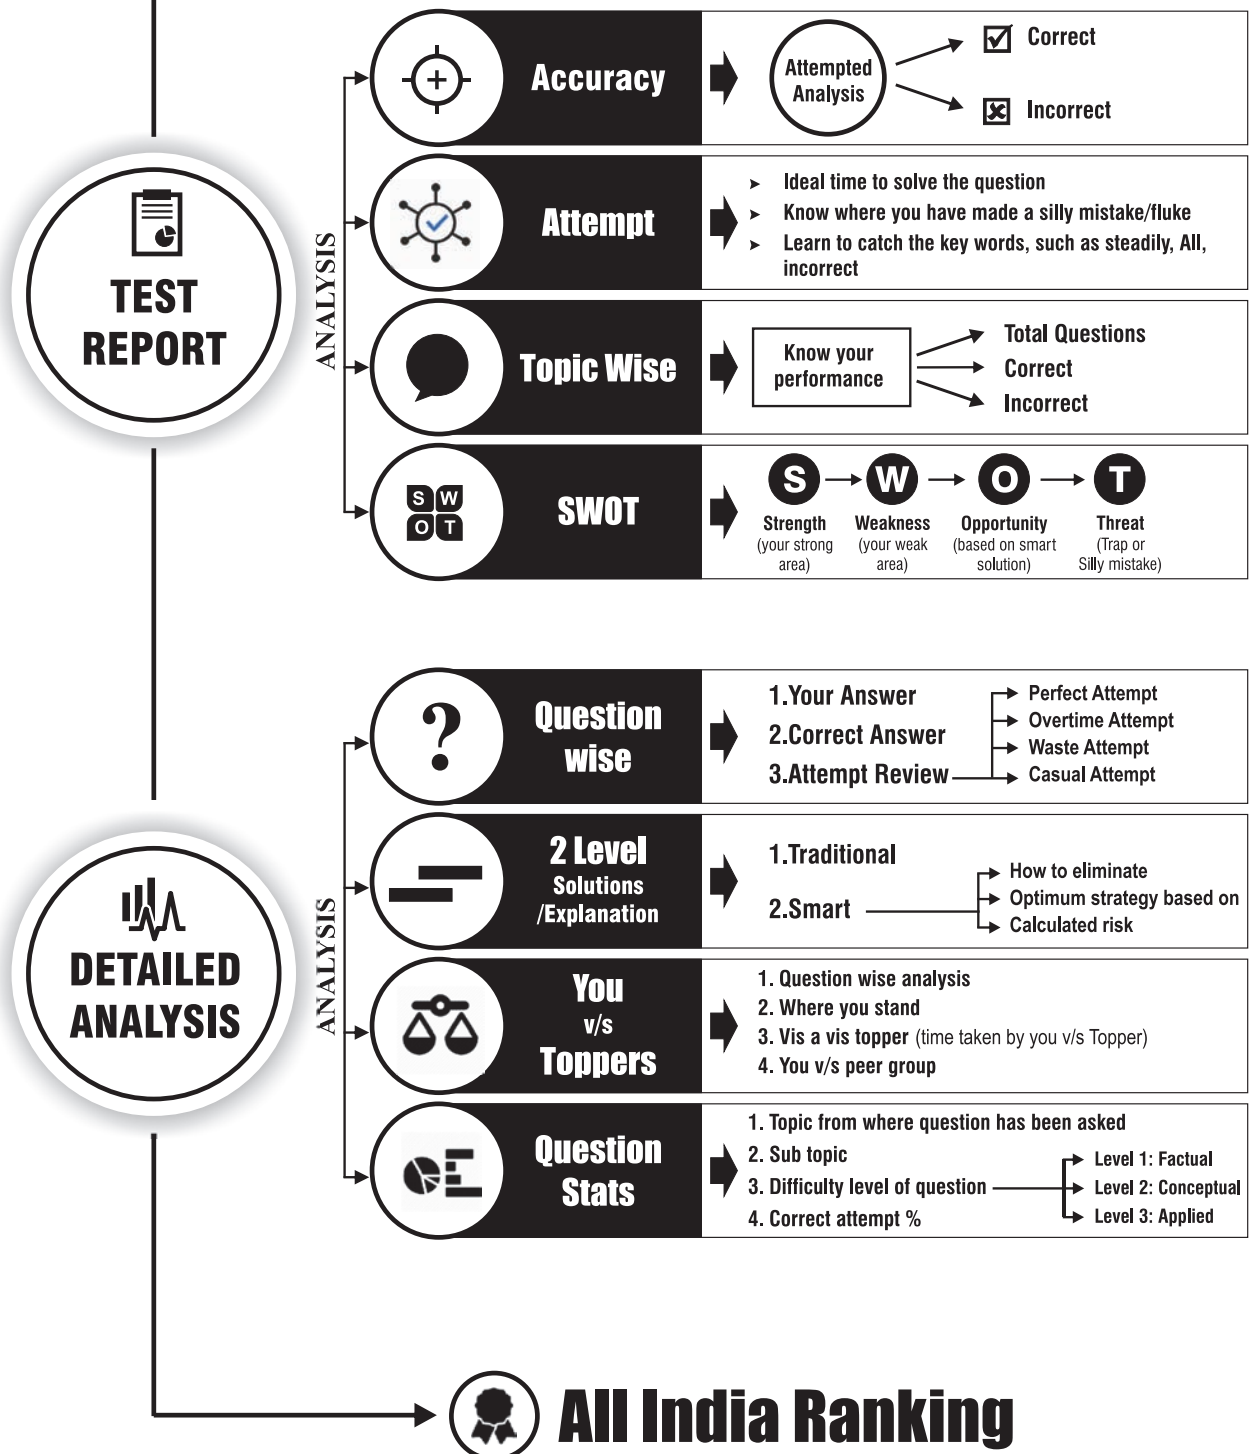 TEST
REPORT
ANALYSIS
Accuracy
Attempted
Analysis
Correct
Incorrect
Attempt
➤ Ideal time to solve the question
➤ Know where you have made a silly mistake/fluke
➤ Learn to catch the key words, such as steadily, All,
incorrect
Topic Wise
Know your
performance
Total Questions
Correct
Incorrect
S W
O T
SWOT
S W O T
Strength Weakness Opportunity Threat
(your strong (your weak (based on smart (Trap or
area) area) solution) Silly mistake)
DETAILED
ANALYSIS
ANALYSIS
?
Question
wise
1.Your Answer
2.Correct Answer
3.Attempt Review
Perfect Attempt
Overtime Attempt
Waste Attempt
Casual Attempt
2 Level
Solutions
/Explanation
1.Traditional
2.Smart
How to eliminate
Optimum strategy based on
Calculated risk
You
v/s
Toppers
1. Question wise analysis
2. Where you stand
3. Vis a vis topper (time taken by you v/s Topper)
4. You v/s peer group
Question
Stats
1. Topic from where question has been asked
2. Sub topic
3. Difficulty level of question
4. Correct attempt %
Level 1: Factual
Level 2: Conceptual
Level 3: Applied
All India Ranking